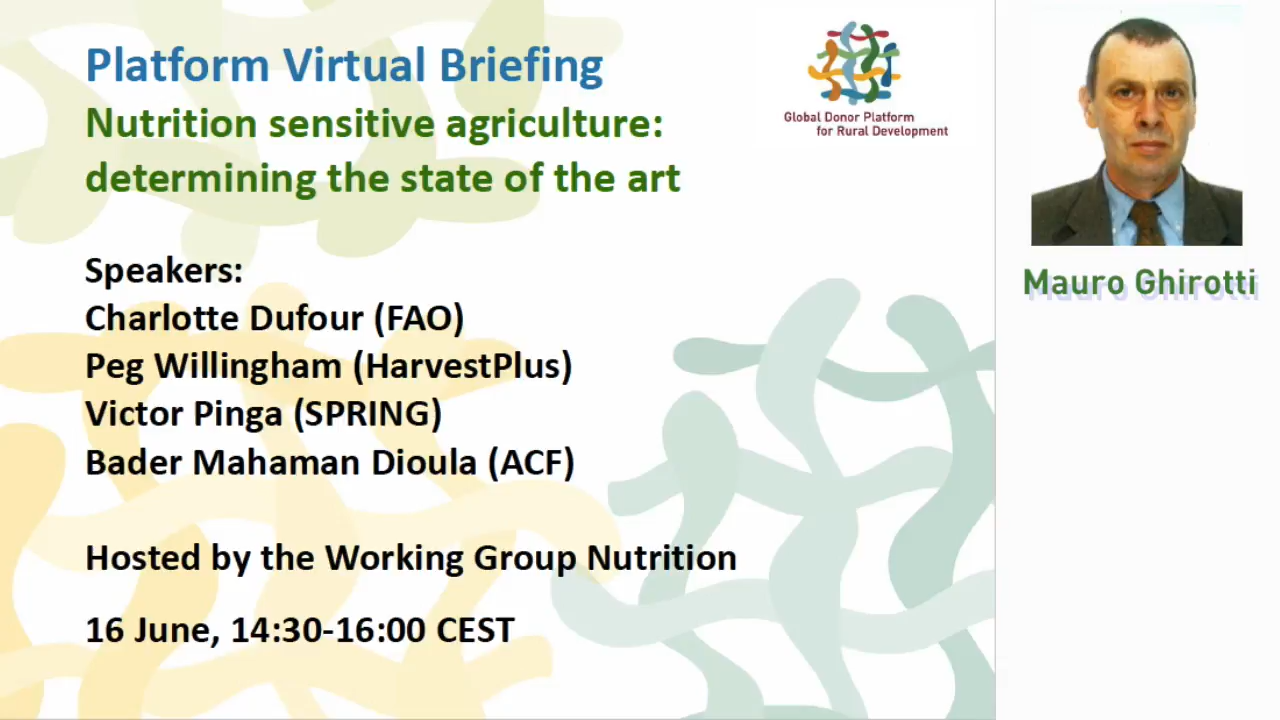 Platform Virtual Briefing
Nutrition sensitive agriculture:
determining the state of the art
Global Donor Platform
for Rural Development
Speakers:
Charlotte Dufour (FAO)
Peg Willingham (HarvestPlus)
Victor Pinga (SPRING)
Bader Mahaman Dioula (ACF)
Hosted by the Working Group Nutrition
16 June, 14:30-16:00 CEST
Mauro Ghirotti